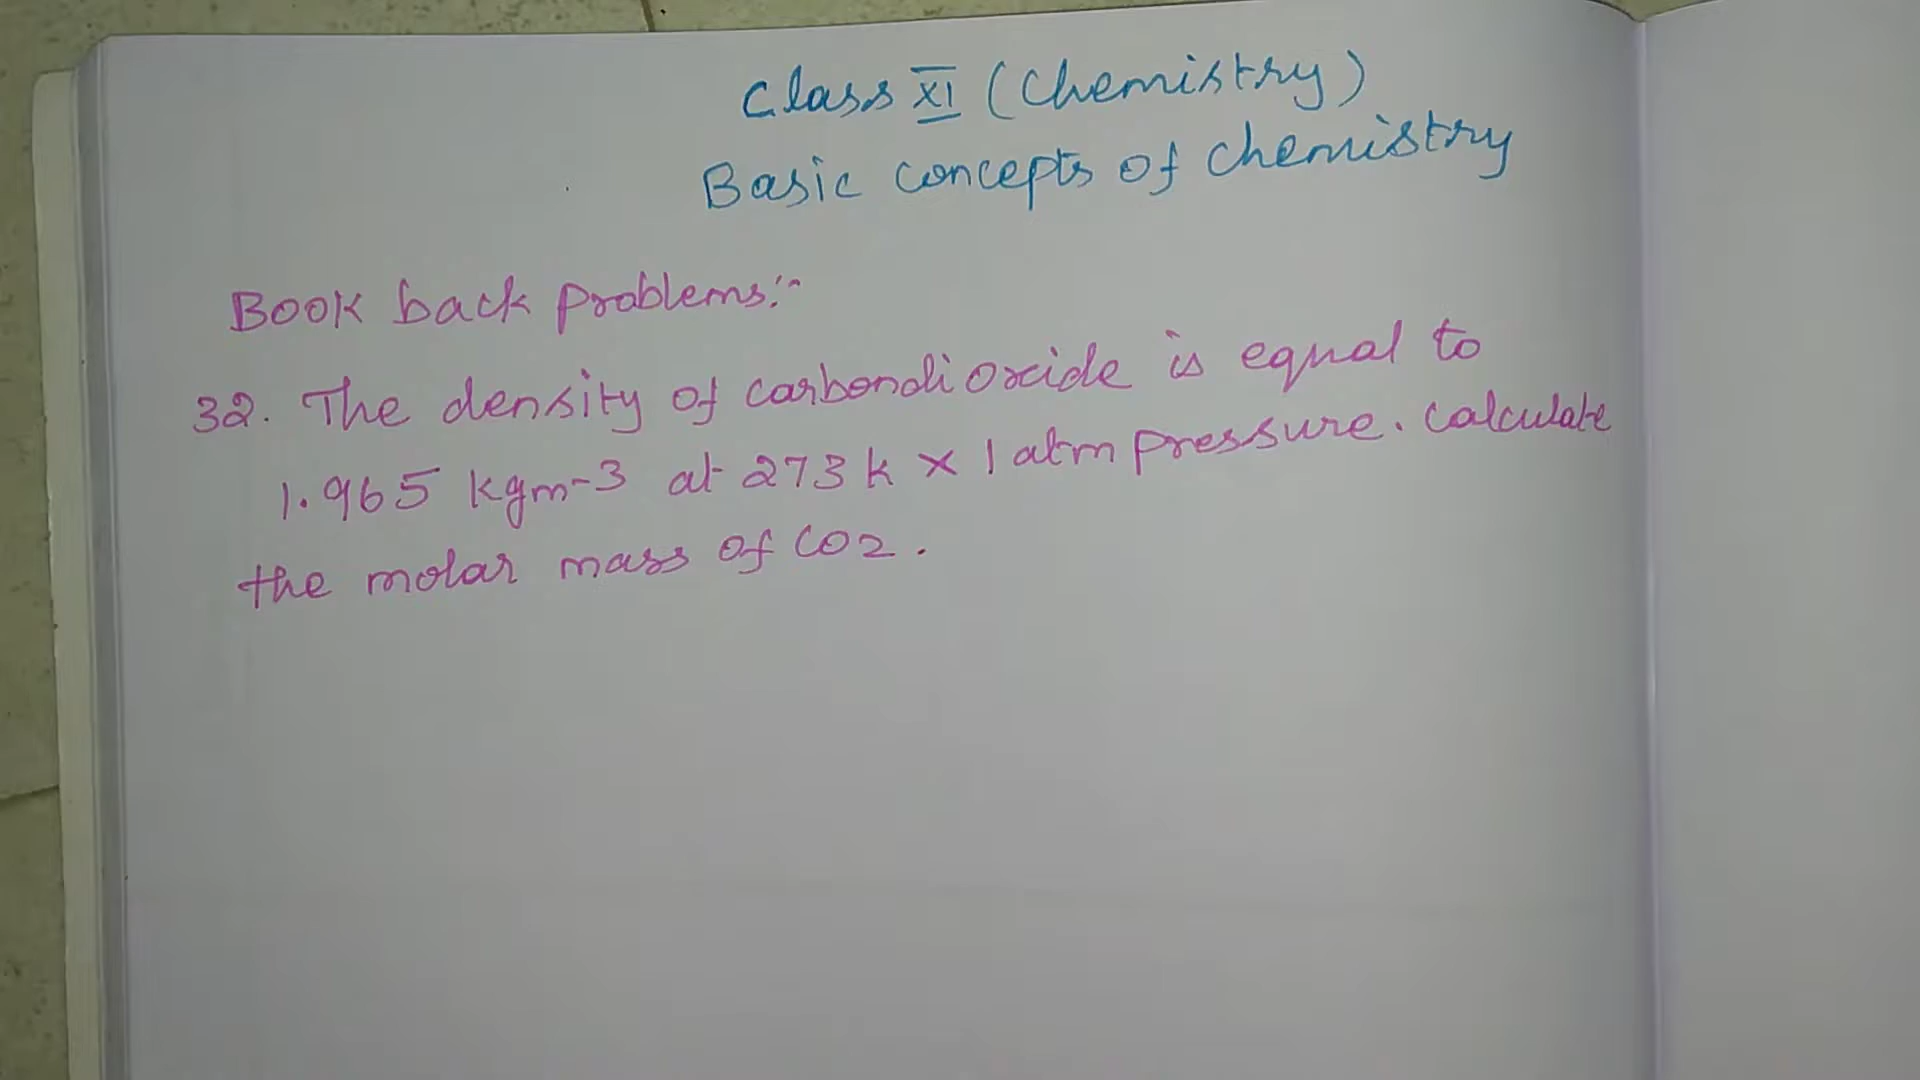 Class XI (Chemistry)
Basic concepts of chemistry
Book back problems:-
32. The density of carbondioxide is equal to
1.965 kgm-3 at 273k × 1 atm pressure. Calculate
the molar mass of CO2.